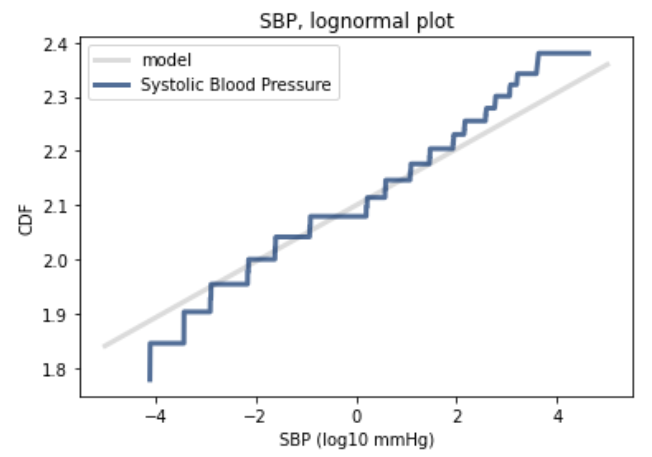 SBP, lognormal plot
2.4
2.3
2.2
2.1
2.0
1.9
1.8
CDF
model
Systolic Blood Pressure
−4
−2
0
2
4
SBP (log10 mmHg)